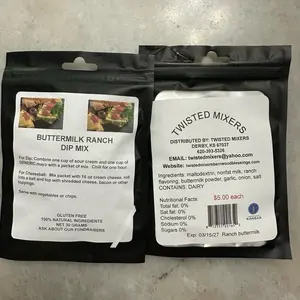 BUTTERMILK RANCH
DIP MIX
For Dip: Combine one cup of sour cream and one cup of
with a packet of mix. Chill for one hour.
For Cheeseball: Mix packet with 16 oz cream cheese, roll
into a ball and top with shredded cheese, bacon or other
toppings.
Serve with vegetables or chips.
GLUTEN FREE
100% NATURAL INGREDIENTS
NET 30 GRAMS
ASK ABOUT OUR FUNDRAISERS
TWISTED MIXERS
DISTRIBUTED BY: TWISTED MIXERS
DERBY, KS 67037
620-393-5326
EMAIL: twistedmixers@yahoo.com
Website:
Ingredients: maltodextrin, nonfat milk, ranch
flavoring, buttermilk powder, garlic, onion, salt
CONTAINS: DAIRY
Nutritional Facts:
Total fat: 0%
Sat fat: 0%
Cholest: 0%
Sodium: 0%
Sugars 0%
$5.00 each
KANSAS
Exp: 03/15/27 Ranch buttermilk